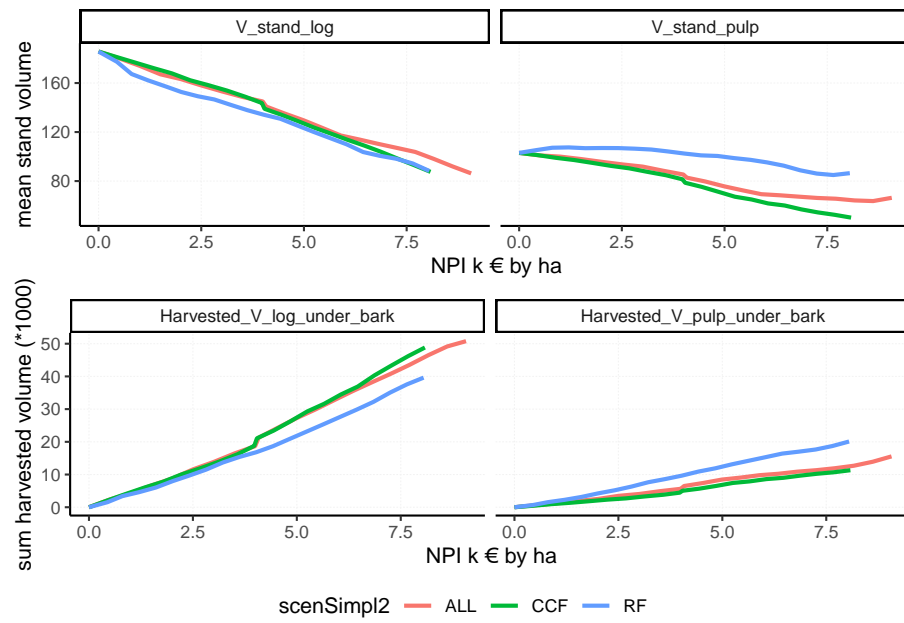 V_stand_log V_stand_pulp
mean stand volume
160
120
80
0.0 2.5 5.0 7.5 0.0 2.5 5.0 7.5
NPI k € by ha
Harvested_V_log_under_bark Harvested_V_pulp_under_bark
sum harvested volume (*1000)
50
40
30
20
10
0
0.0 2.5 5.0 7.5 0.0 2.5 5.0 7.5
NPI k € by ha
scenSimpl2 ALL CCF RF